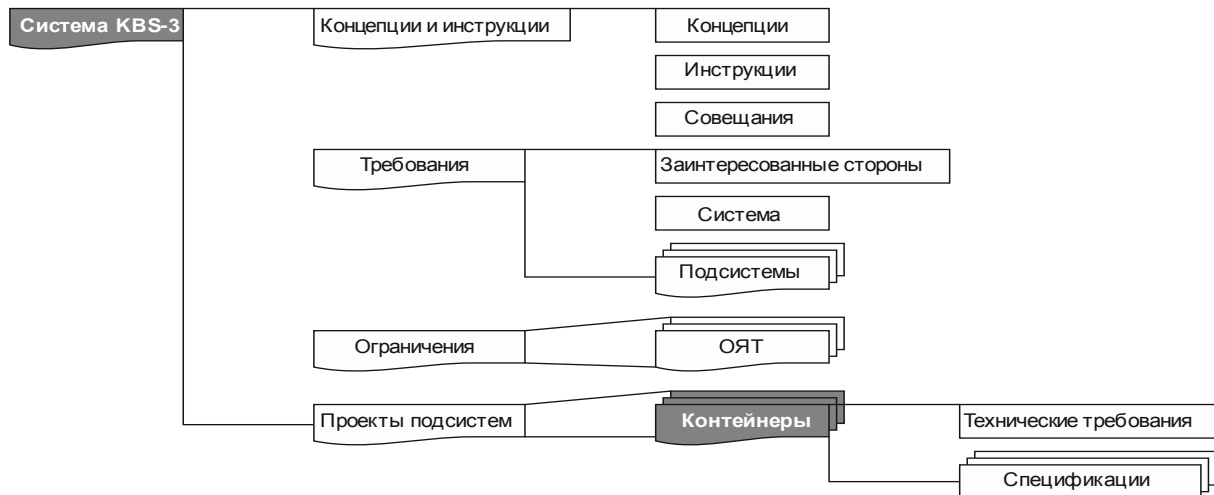 Система KBS-3
Концепции и инструкции
Концепции
Инструкции
Совещания
Требования
Заинтересованные стороны
Система
Подсистемы
Ограничения
ОЯТ
Проекты подсистем
Контейнеры
Технические требования
Спецификации